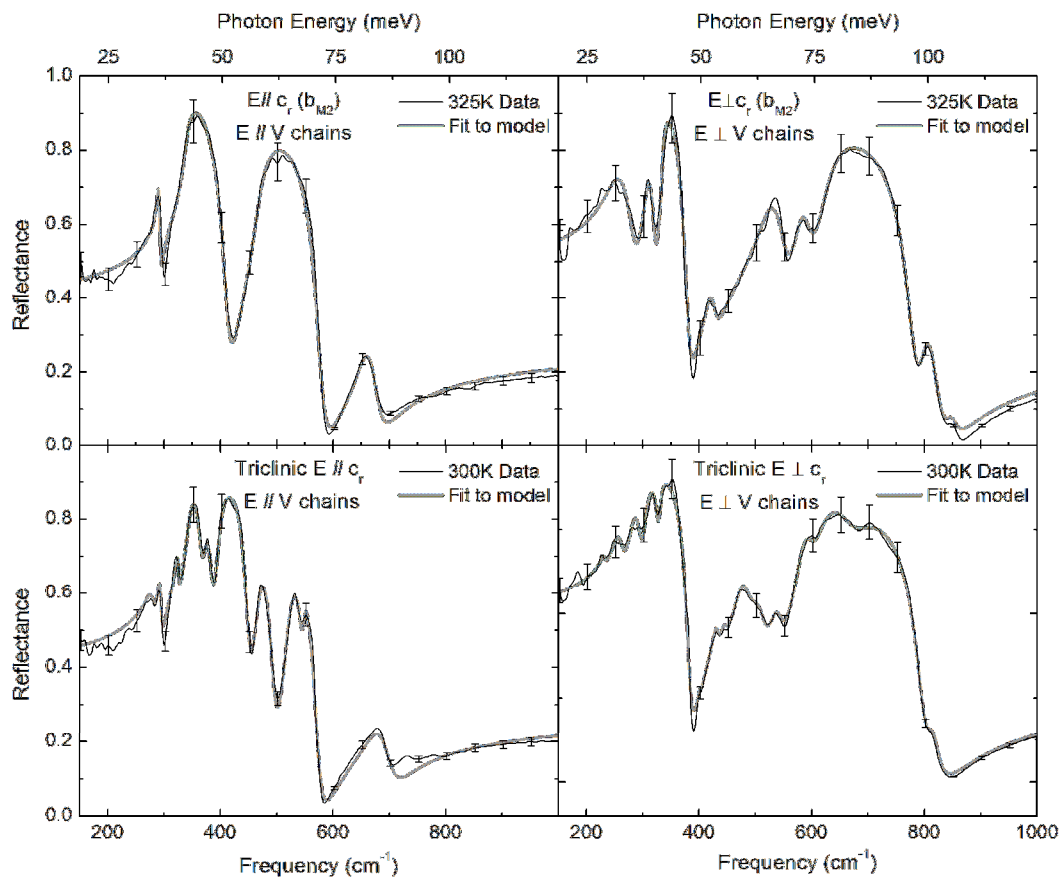 Photon Energy (meV) Photon Energy (meV)
25 50 75 100 25 50 75 100
1.0
0.8
0.6
0.4
0.2
0.0
Reflectance
E// c_r (b_M2)
E // V chains
325K Data
Fit to model
E⊥c_r (b_M2)
E ⊥ V chains
325K Data
Fit to model
0.8
0.6
0.4
0.2
0.0
Reflectance
Triclinic E // c_r
E // V chains
300K Data
Fit to model
Triclinic E ⊥ c_r
E ⊥ V chains
300K Data
Fit to model
200 400 600 800 200 400 600 800 1000
Frequency (cm⁻¹) Frequency (cm⁻¹)